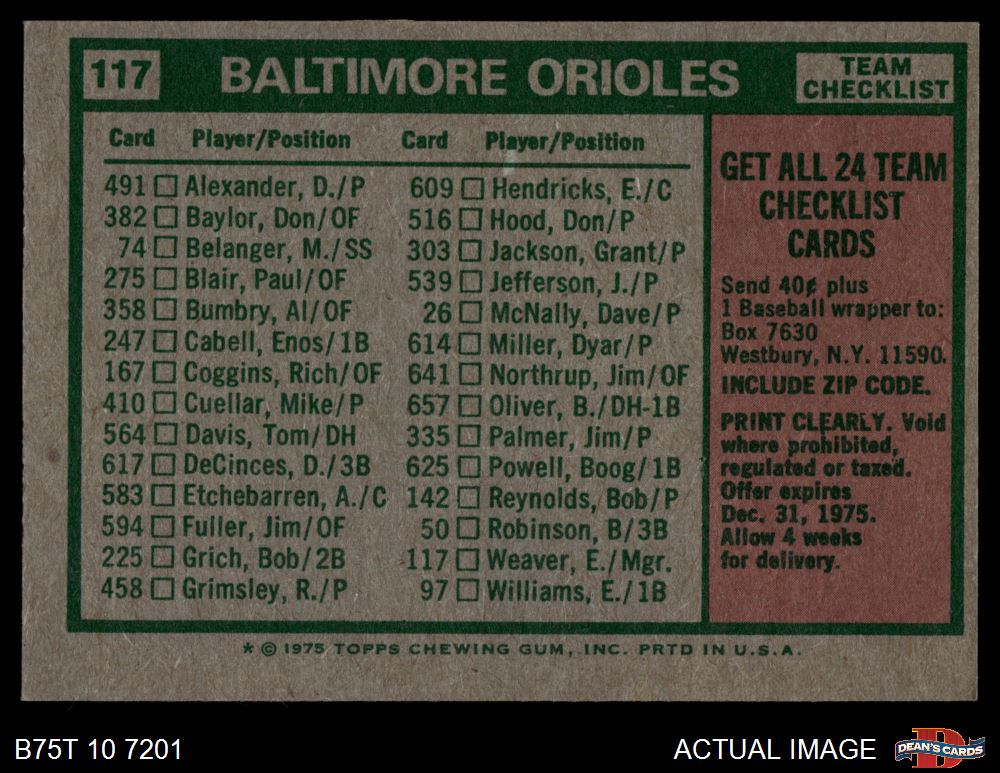 117 BALTIMORE ORIOLES TEAM CHECKLIST
Card Player/Position Card Player/Position
491 □ Alexander, D./P 609 □ Hendricks, E./C
382 □ Baylor, Don/OF 516 □ Hood, Don/P
74 □ Belanger, M./SS 303 □ Jackson, Grant/P
275 □ Blair, Paul/OF 539 □ Jefferson, J./P
358 □ Bumbry, Al/OF 26 □ McNally, Dave/P
247 □ Cabell, Enos/1B 614 □ Miller, Dyar/P
167 □ Coggins, Rich/OF 641 □ Northrup, Jim/OF
410 □ Cuellar, Mike/P 657 □ Oliver, B./DH-1B
564 □ Davis, Tom/DH 335 □ Palmer, Jim/P
617 □ DeCinces, D./3B 625 □ Powell, Boog/1B
583 □ Etchebarren, A./C 142 □ Reynolds, Bob/P
594 □ Fuller, Jim/OF 50 □ Robinson, B/3B
225 □ Grich, Bob/2B 117 □ Weaver, E./Mgr.
458 □ Grimsley, R./P 97 □ Williams, E./1B
GET ALL 24 TEAM
CHECKLIST
CARDS
Send 40¢ plus
1 Baseball wrapper to:
Box 7630
Westbury, N.Y. 11590.
INCLUDE ZIP CODE.
PRINT CLEARLY. Void
where prohibited,
regulated or taxed.
Offer expires
Dec. 31, 1975.
Allow 4 weeks
for delivery.
* © 1975 TOPPS CHEWING GUM, INC. PRTD IN U.S.A.
B75T 10 7201 ACTUAL IMAGE
D
DEAN'S CARDS